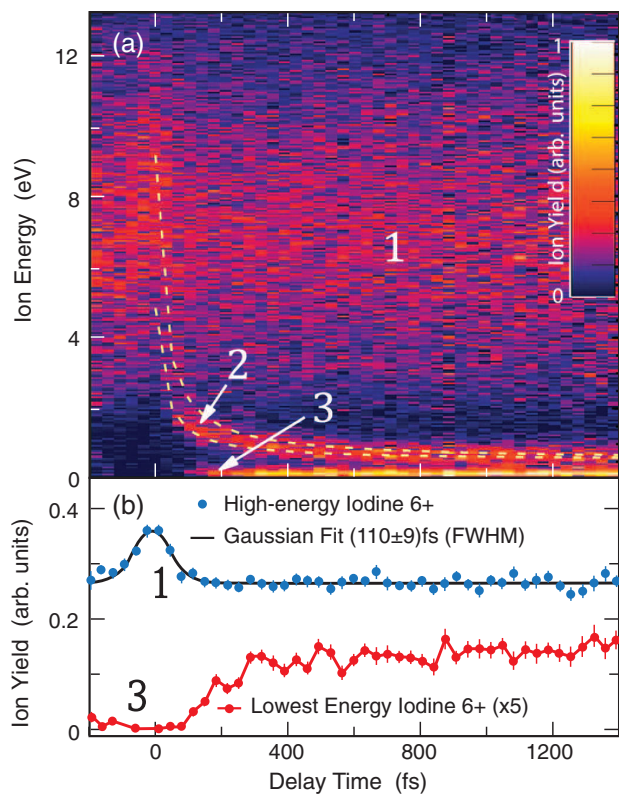 (a)
12
8
4
0
Ion Energy (eV)
1
2
3
1
0
Ion Yield (arb. units)
(b)
High-energy Iodine 6+
Gaussian Fit (110±9)fs (FWHM)
1
3
Lowest Energy Iodine 6+ (x5)
0.4
0.2
0
Ion Yield (arb. units)
0
400
800
1200
Delay Time (fs)